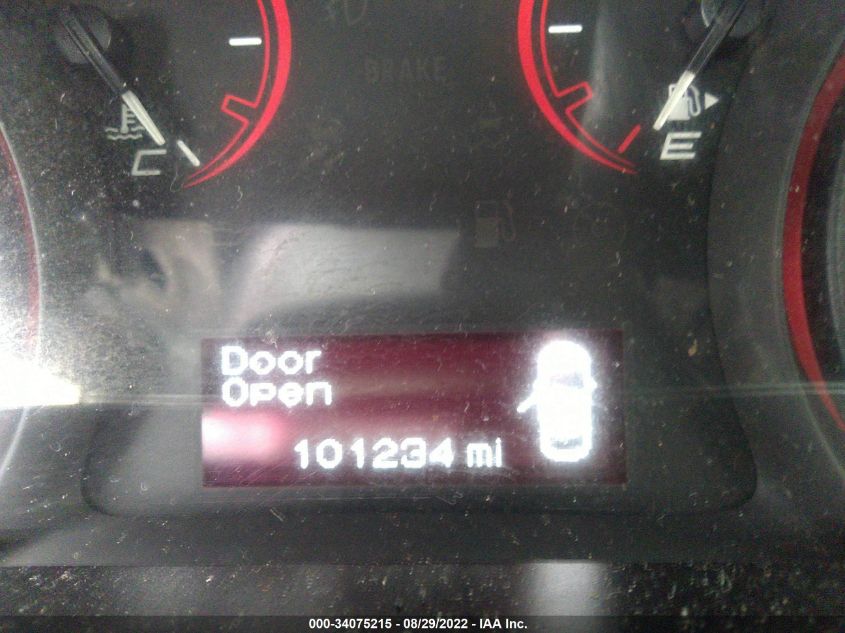 BRAKE
C
E
Door
Open
101234 mi
000-34075215 - 08/29/2022 - IAA Inc.